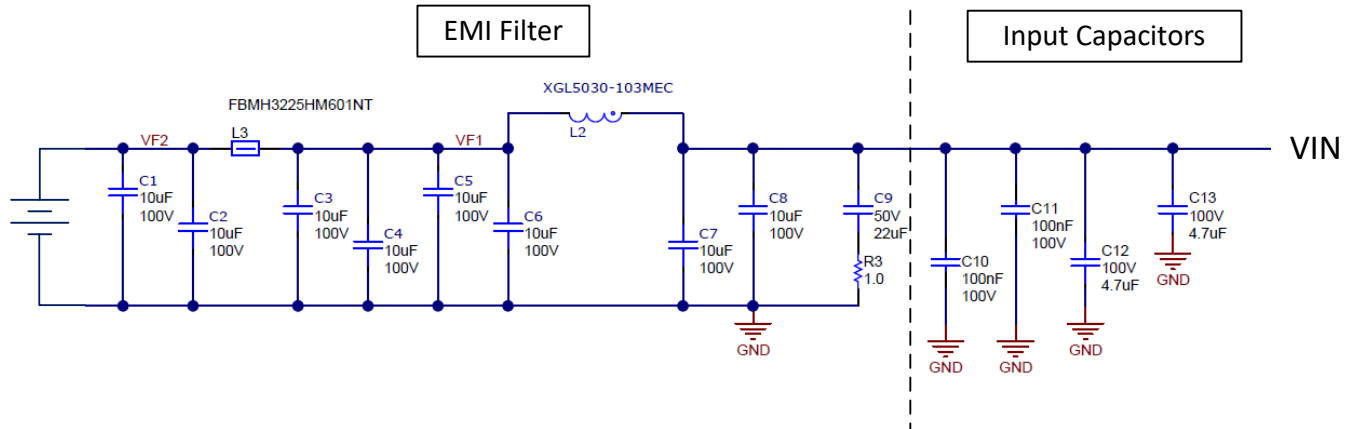 EMI Filter
Input Capacitors
XGL5030-103MEC
FBMH3225HM601NT
L2
VF2
L3
VF1
VIN
C1
10uF
100V
C2
10uF
100V
C3
10uF
100V
C4
10uF
100V
C5
10uF
100V
C6
10uF
100V
C7
10uF
100V
C8
10uF
100V
C9
50V
22uF
R3
1.0
GND
C10
100nF
100V
GND
C11
100nF
100V
GND
C12
100V
4.7uF
GND
C13
100V
4.7uF
GND